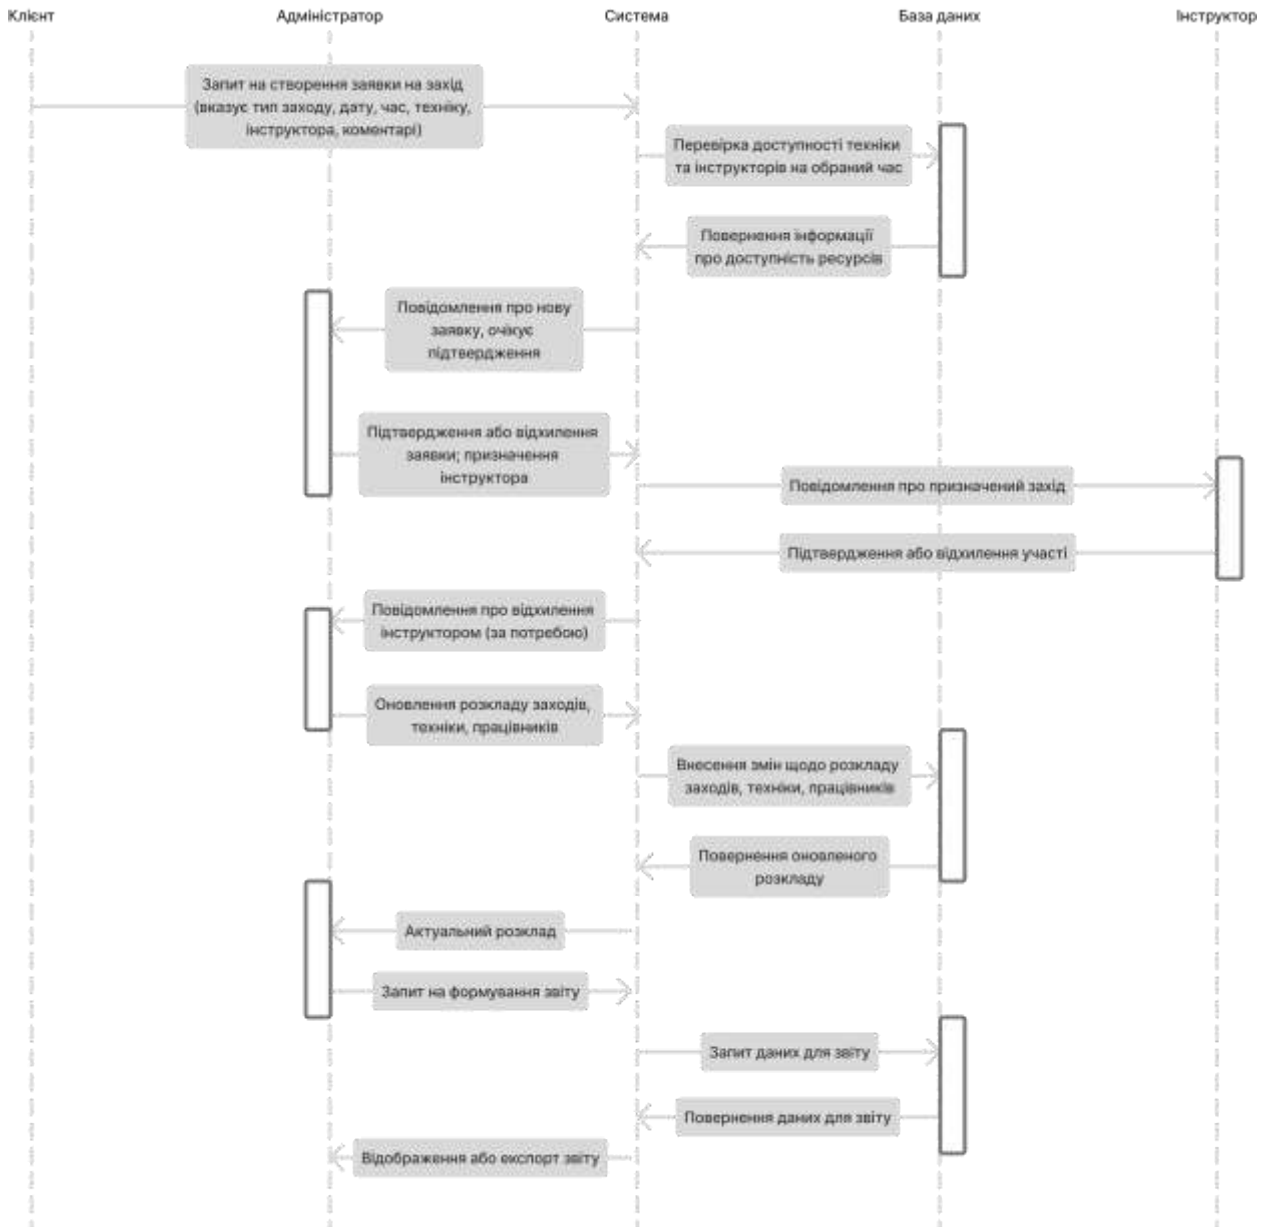 Клієнт
Адміністратор
Система
База даних
Інструктор
Запит на створення заявки на захід
(вказує тип заходу, дату, час, техніку,
інструктора, коментарі)
Перевірка доступності техніки
та інструкторів на обраний час
Повернення інформації
про доступність ресурсів
Повідомлення про нову
заявку, очікує
підтвердження
Підтвердження або відхилення
заявки; призначення
інструктора
Повідомлення про призначений захід
Підтвердження або відхилення участі
Повідомлення про відхилення
інструктором (за потребою)
Оновлення розкладу заходів,
техніки, працівників
Внесення змін щодо розкладу
заходів, техніки, працівників
Повернення оновленого
розкладу
Актуальний розклад
Запит на формування звіту
Запит даних для звіту
Повернення даних для звіту
Відображення або експорт звіту